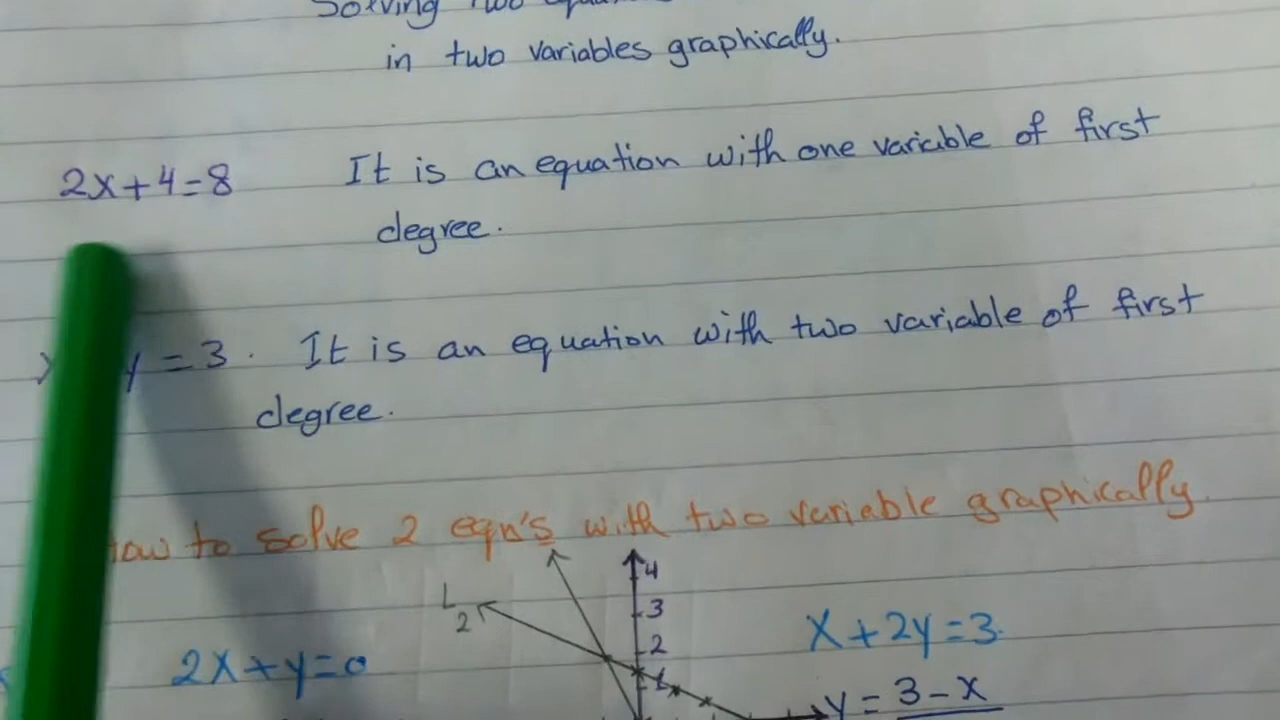 Solving two
in two variables graphically.
2x+4=8 It is an equation with one variable of first
degree.
y = 3. It is an equation with two variable of first
degree.
to solve 2 eqn's with two variable graphically.
4
L2
3
x+2y=3.
2
2x+y=0
1
y = 3-x